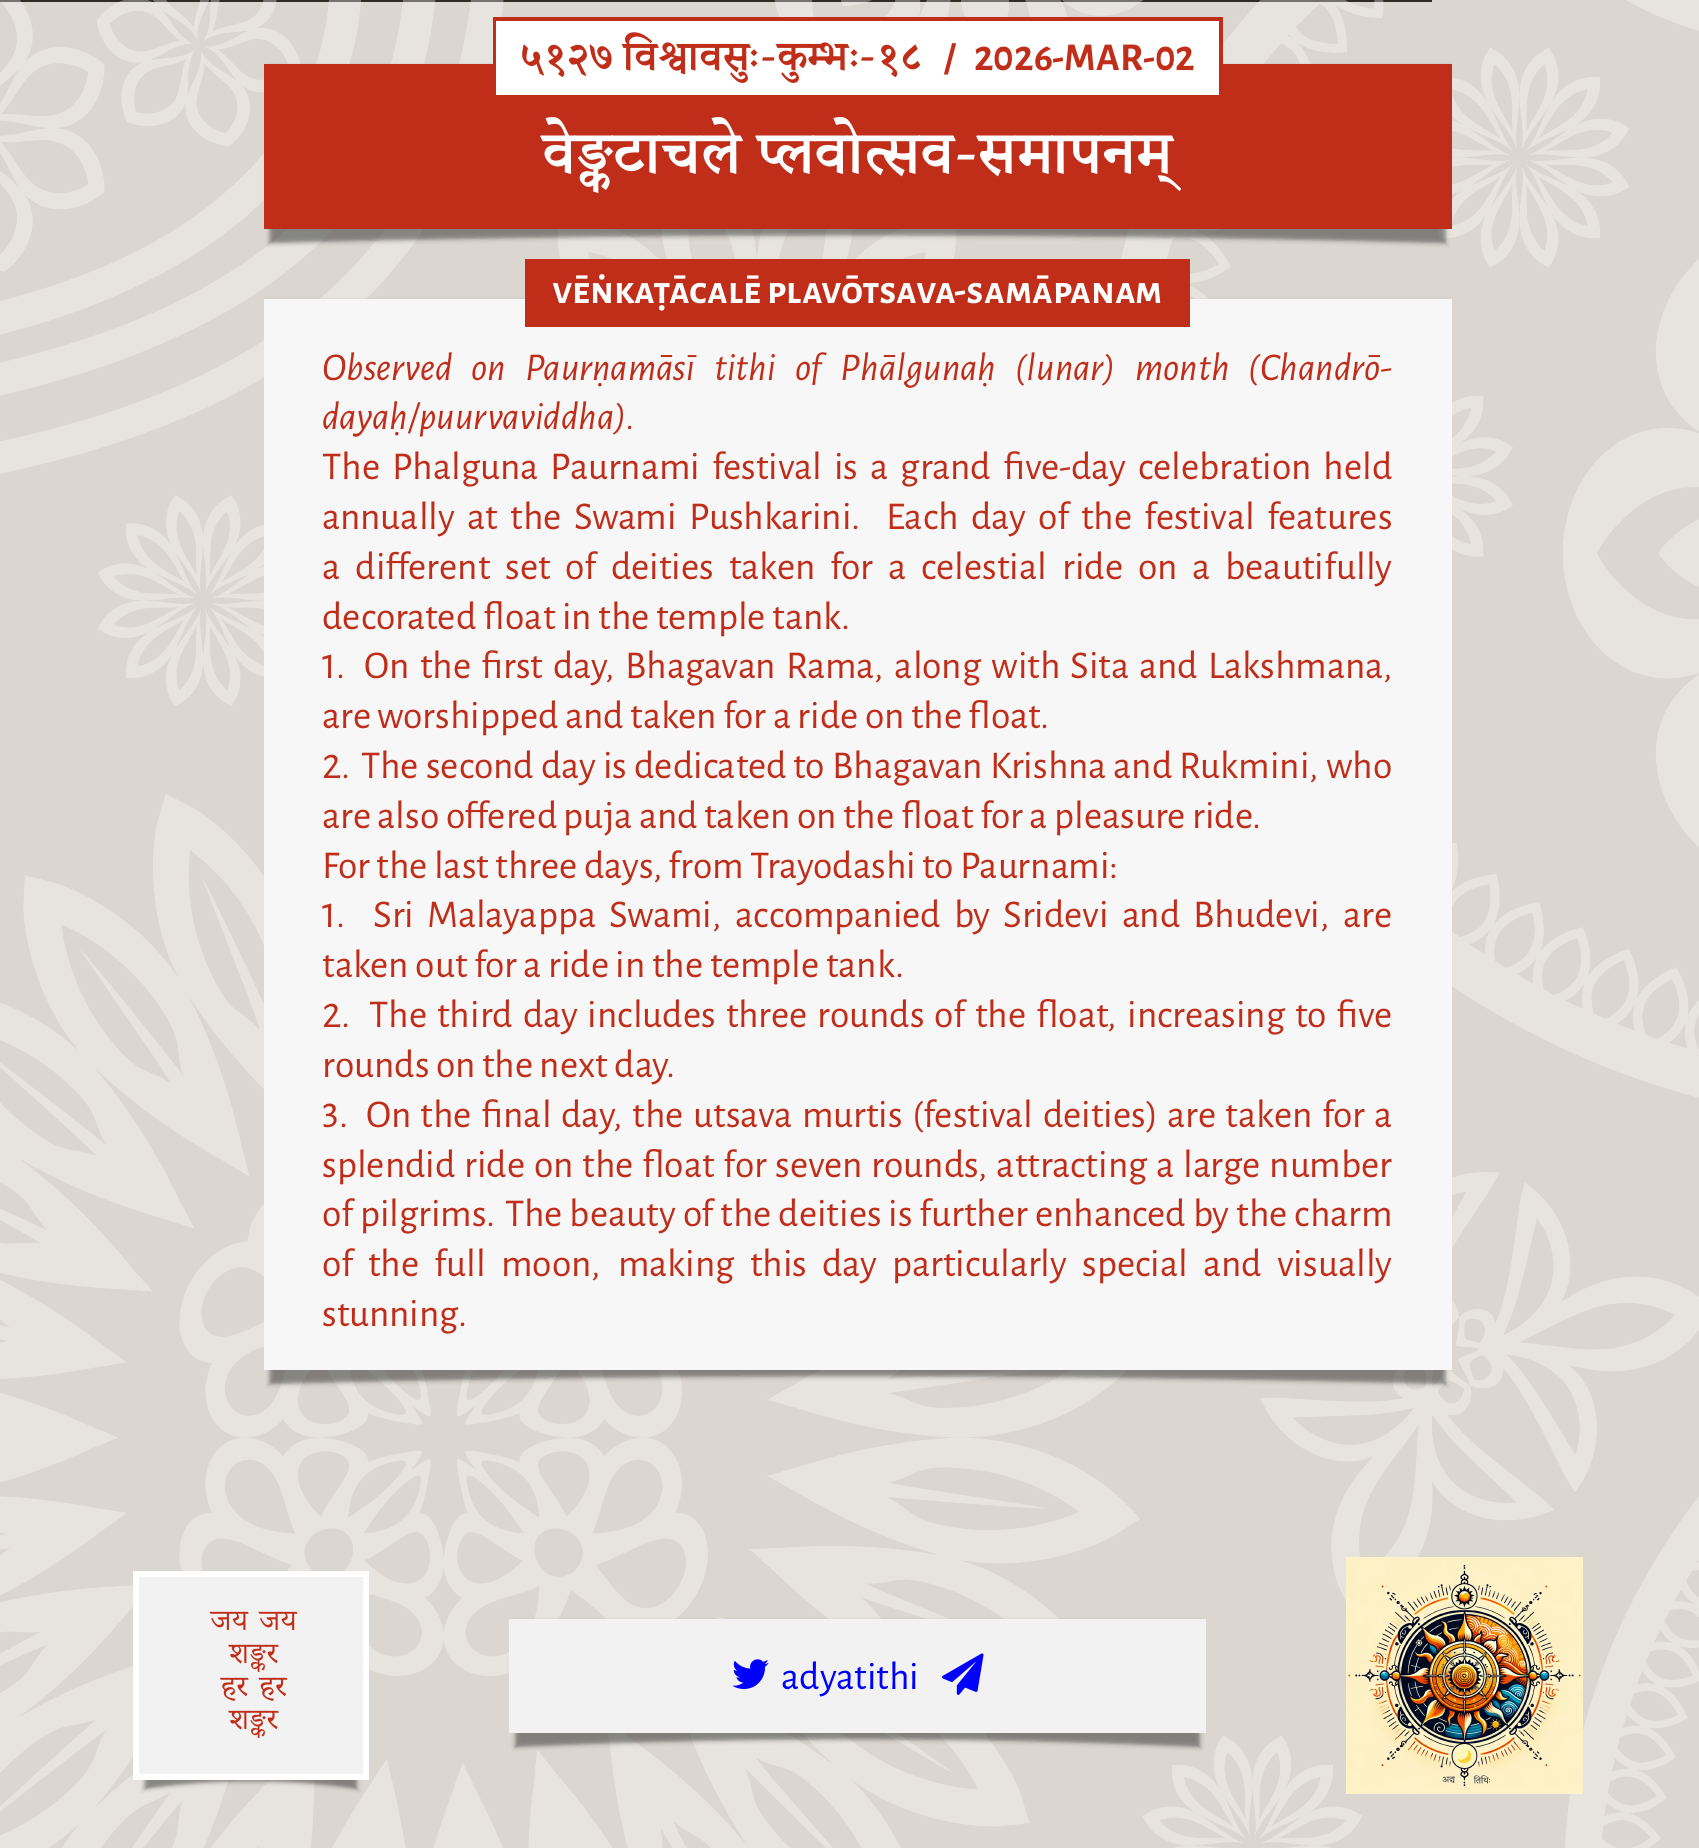 ५१२७ विश्वावसुः-कुम्भः-१८ / 2026-MAR-02
वेङ्कटाचले प्लवोत्सव-समापनम्
VĒṄKAṬĀCALĒ PLAVŌTSAVA-SAMĀPANAM
Observed on Paurṇamāsī tithi of Phālgunaḥ (lunar) month (Chandrō-
dayaḥ/puurvaviddha).
The Phalguna Paurnami festival is a grand five-day celebration held
annually at the Swami Pushkarini. Each day of the festival features
a different set of deities taken for a celestial ride on a beautifully
decorated float in the temple tank.
1. On the first day, Bhagavan Rama, along with Sita and Lakshmana,
are worshipped and taken for a ride on the float.
2. The second day is dedicated to Bhagavan Krishna and Rukmini, who
are also offered puja and taken on the float for a pleasure ride.
For the last three days, from Trayodashi to Paurnami:
1. Sri Malayappa Swami, accompanied by Sridevi and Bhudevi, are
taken out for a ride in the temple tank.
2. The third day includes three rounds of the float, increasing to five
rounds on the next day.
3. On the final day, the utsava murtis (festival deities) are taken for a
splendid ride on the float for seven rounds, attracting a large number
of pilgrims. The beauty of the deities is further enhanced by the charm
of the full moon, making this day particularly special and visually
stunning.
जय जय
शङ्कर
हर हर
शङ्कर
adyatithi
अद्य तिथिः